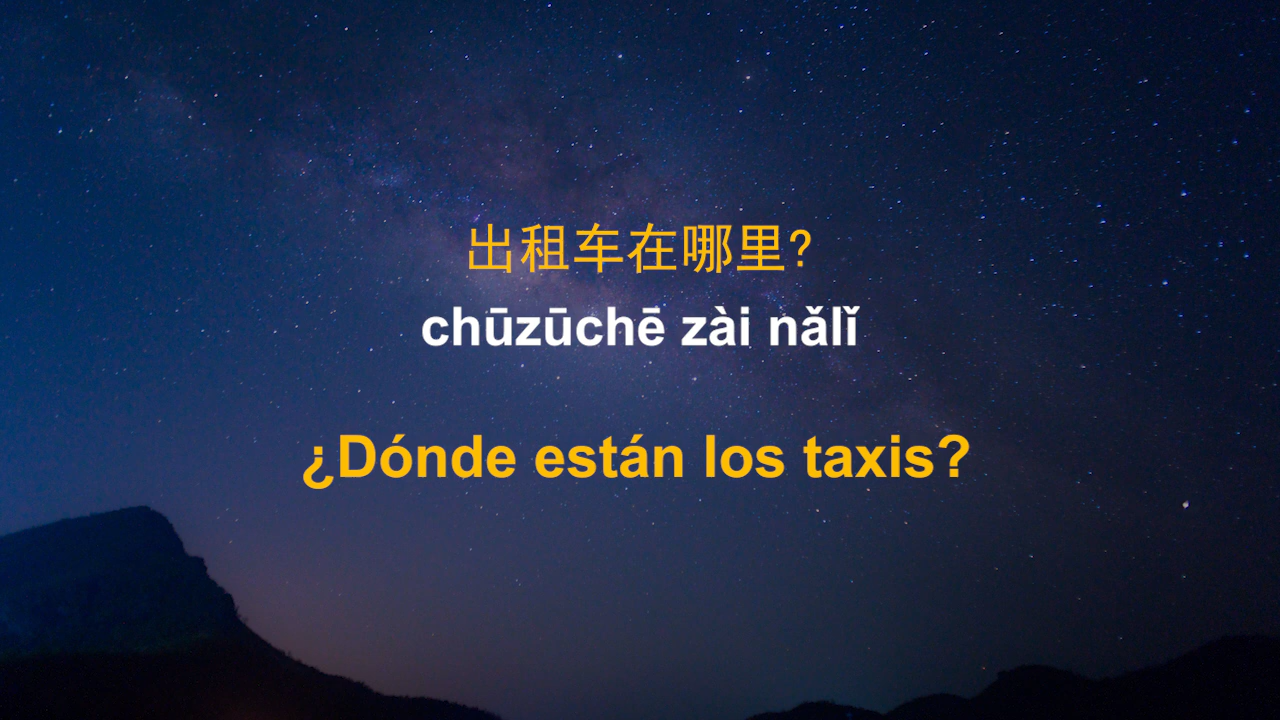 出租车在哪里?
chūzūchē zài nǎlǐ
¿Dónde están los taxis?